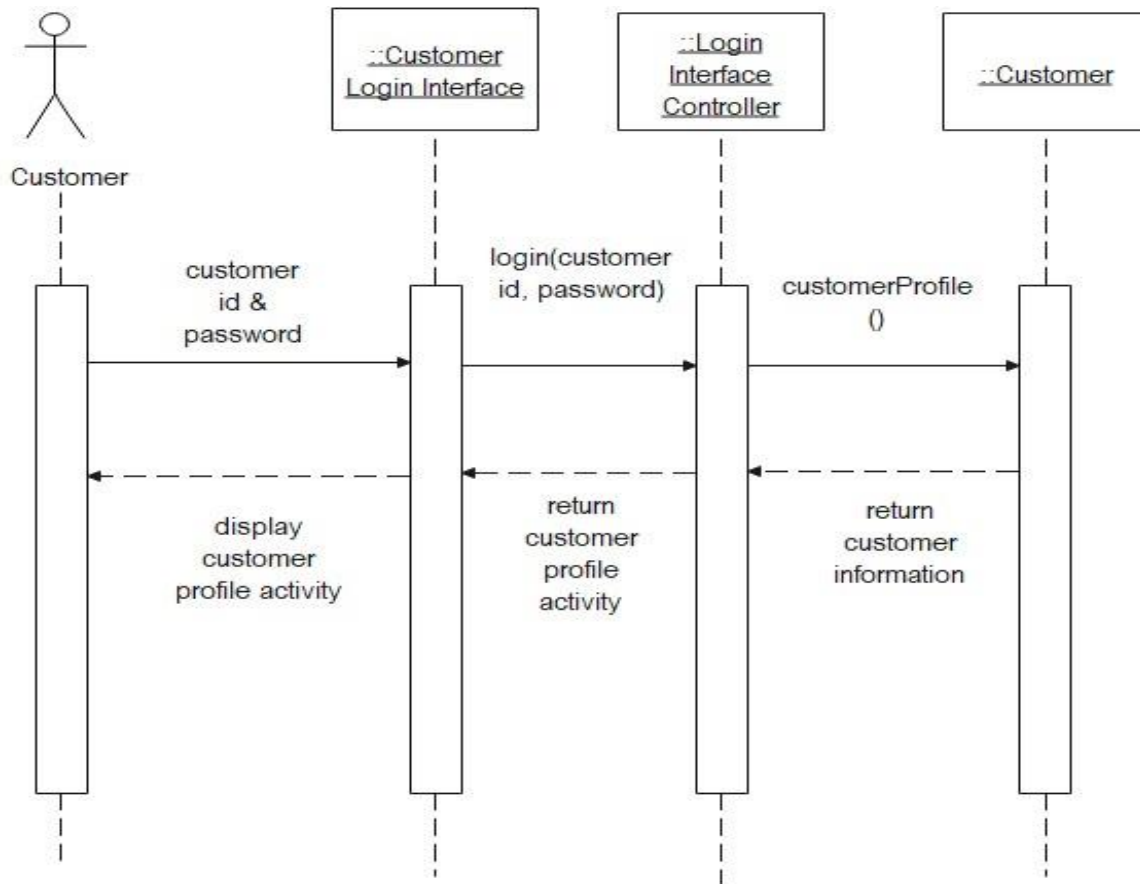 ::Customer
Login Interface
::Login
Interface
Controller
::Customer
Customer
customer
id &
password
login(customer
id, password)
customerProfile
()
display
customer
profile activity
return
customer
profile
activity
return
customer
information